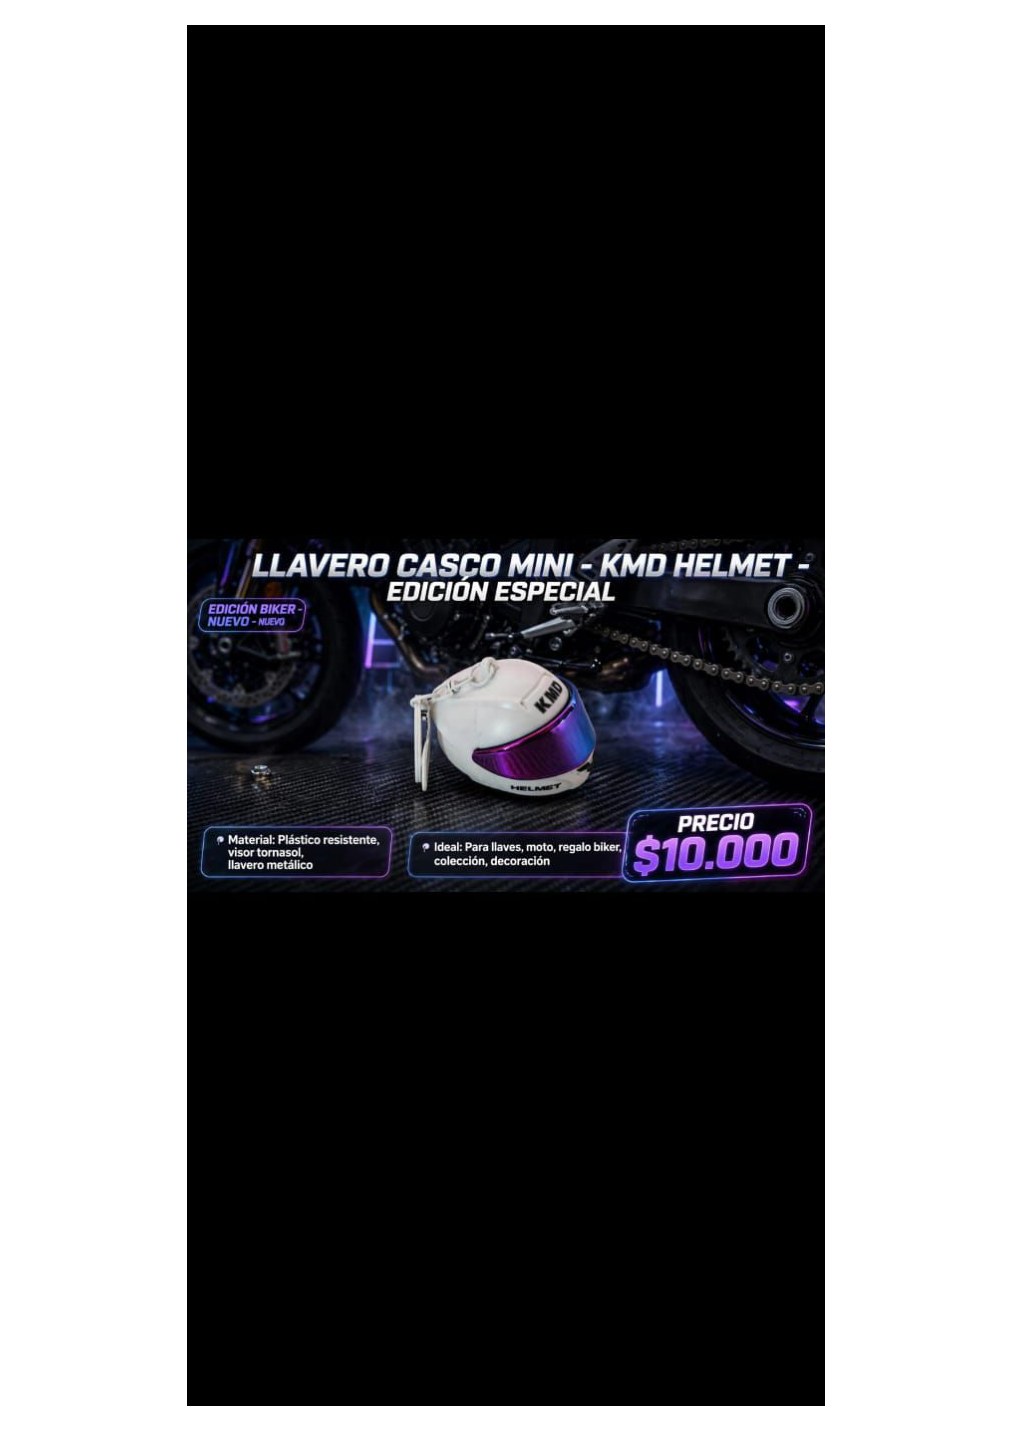 LLAVERO CASCO MINI - KMD HELMET -
EDICIÓN ESPECIAL
EDICIÓN BIKER -
NUEVO - NUEVO
KMD
HELMET
Material: Plástico resistente,
visor tornasol,
llavero metálico
Ideal: Para llaves, moto, regalo biker,
colección, decoración
PRECIO
$10.000